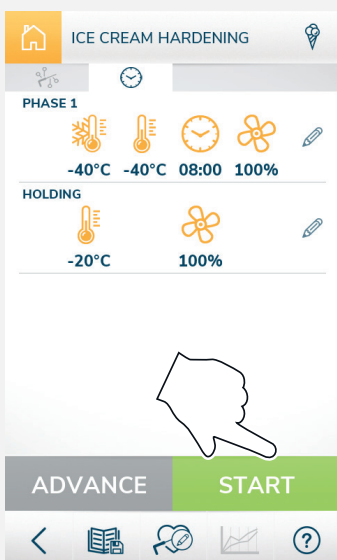 ICE CREAM HARDENING
PHASE 1
-40°C -40°C 08:00 100%
HOLDING
-20°C 100%
ADVANCE START
?